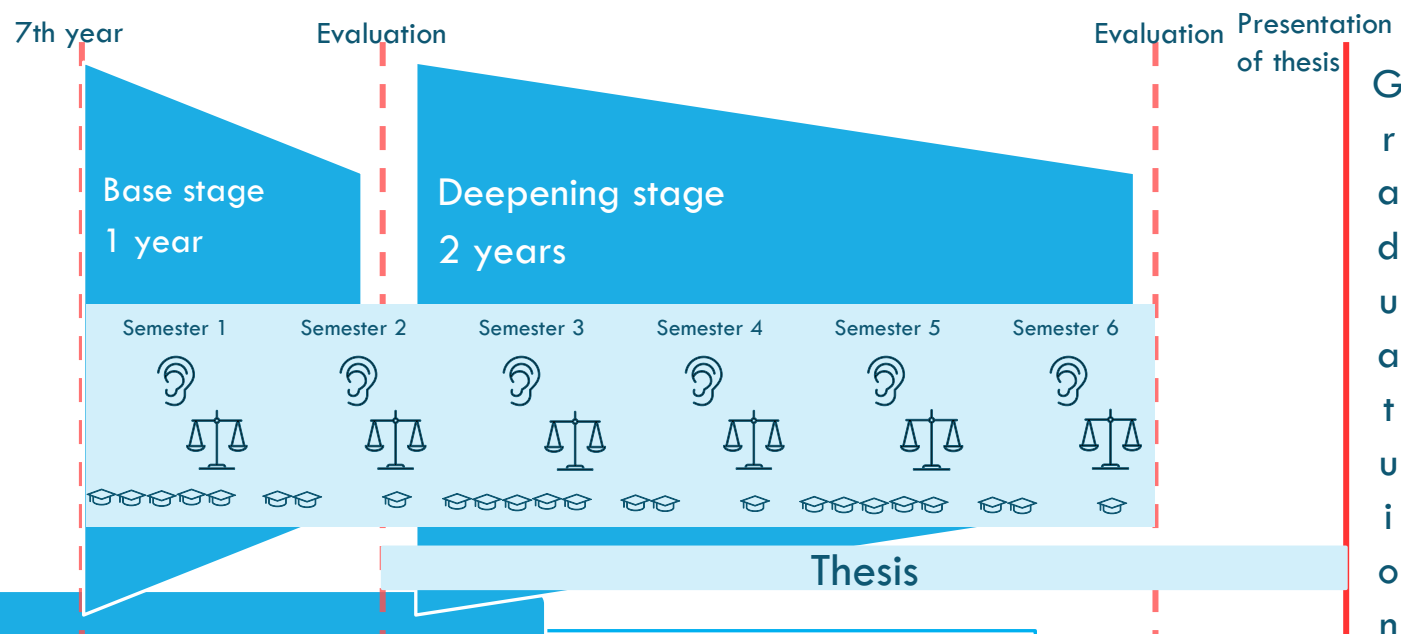 7th year
Evaluation
Evaluation
Presentation
of thesis
Base stage
1 year
Deepening stage
2 years
Semester 1
Semester 2
Semester 3
Semester 4
Semester 5
Semester 6
Thesis
Graduatuion